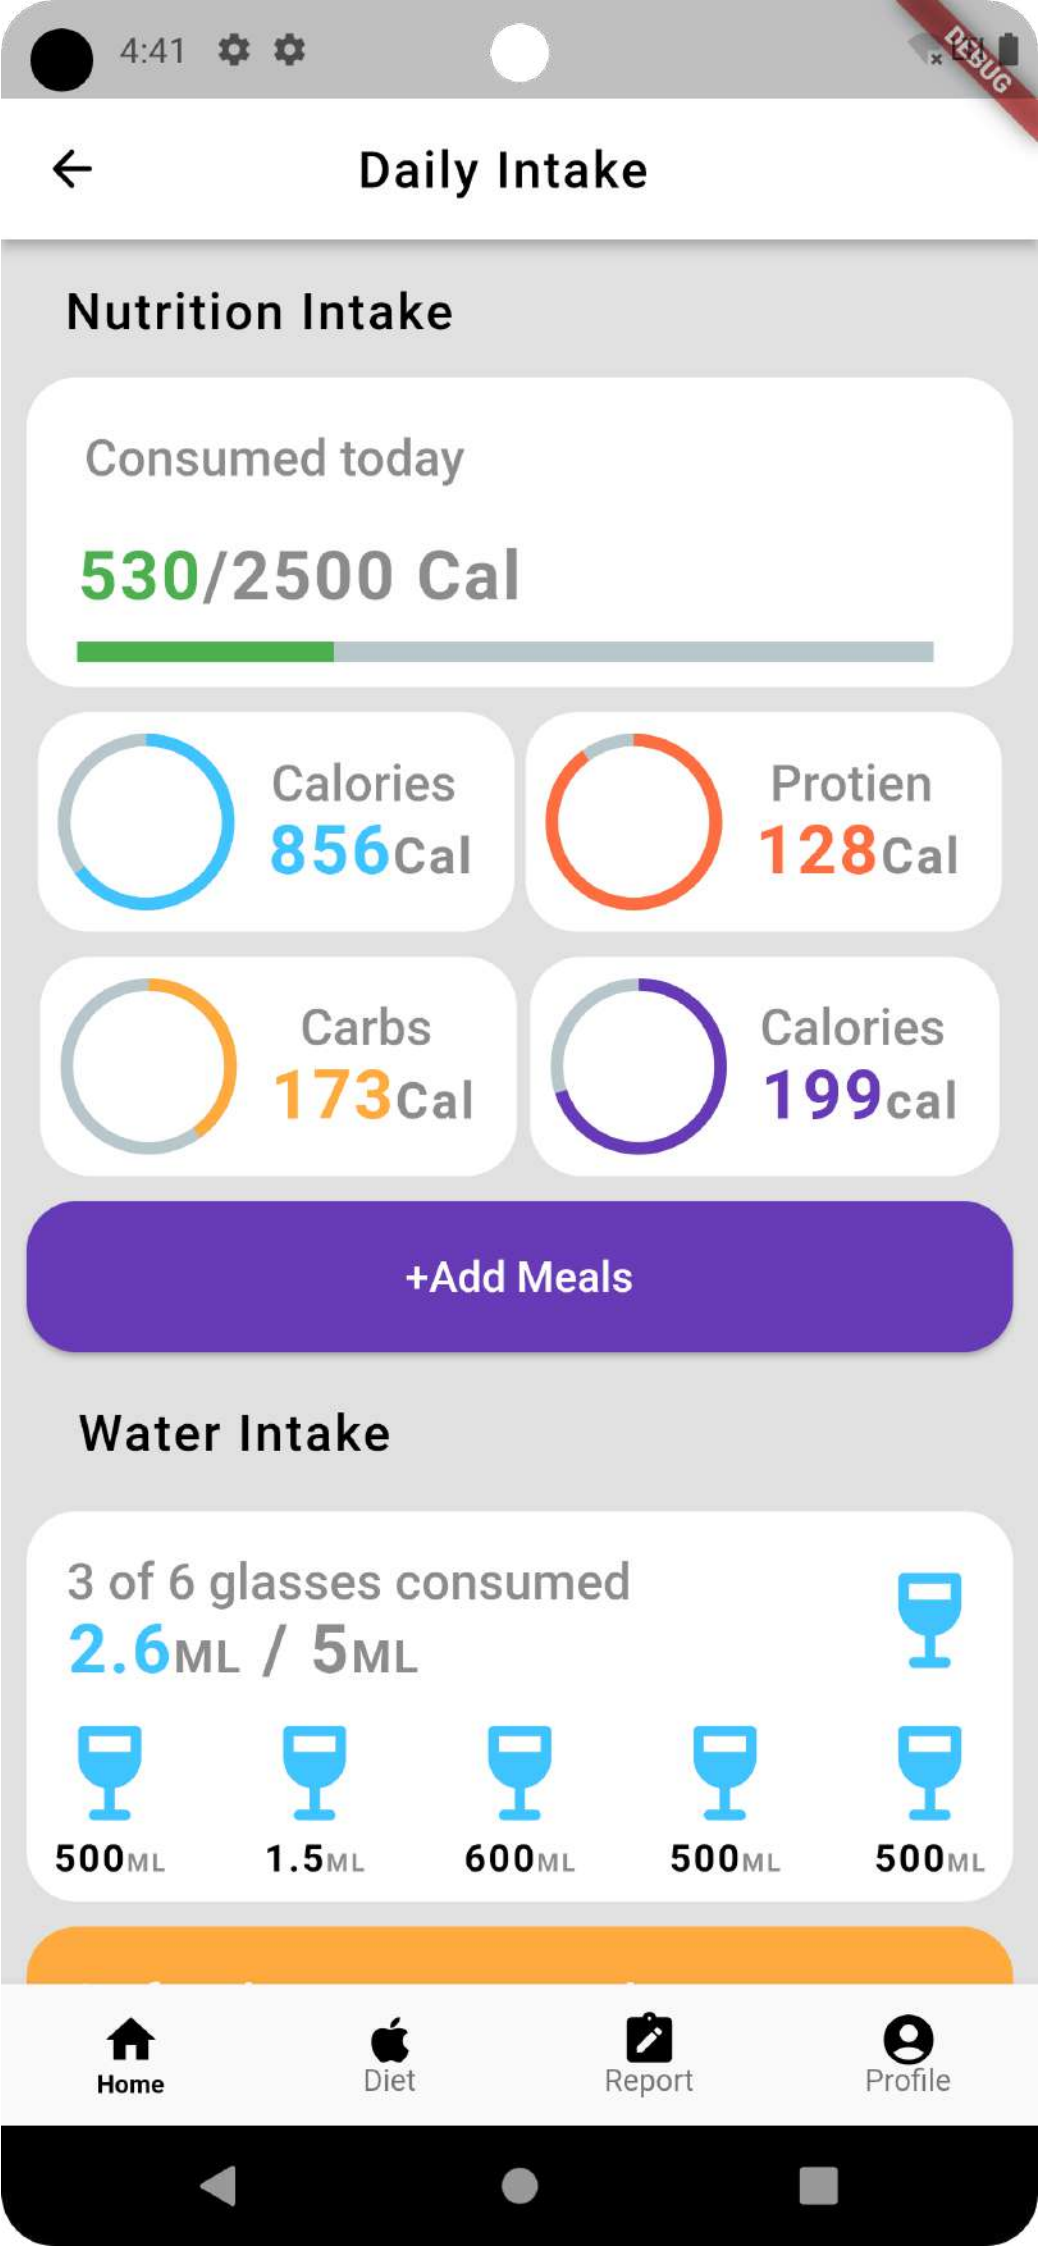 4:41
DEBUG
Daily Intake
Nutrition Intake
Consumed today
530/2500 Cal
Calories
856Cal
Protien
128Cal
Carbs
173Cal
Calories
199cal
+Add Meals
Water Intake
3 of 6 glasses consumed
2.6ML / 5ML
500ML 1.5ML 600ML 500ML 500ML
Home Diet Report Profile